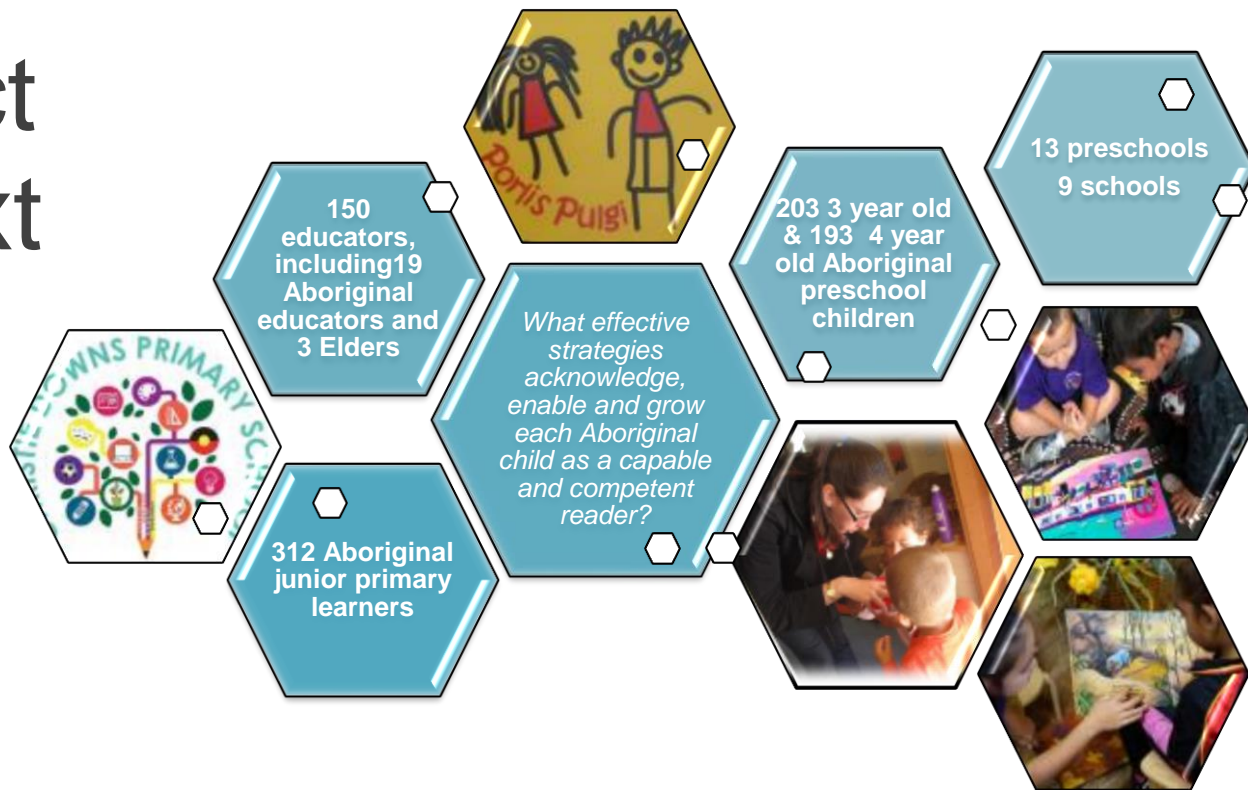 ct
xt
Porlis Pulgi
13 preschools
9 schools
150
educators,
including19
Aboriginal
educators and
3 Elders
203 3 year old
& 193 4 year
old Aboriginal
preschool
children
What effective
strategies
acknowledge,
enable and grow
each Aboriginal
child as a capable
and competent
reader?
OWNS PRIMARY SC
312 Aboriginal
junior primary
learners